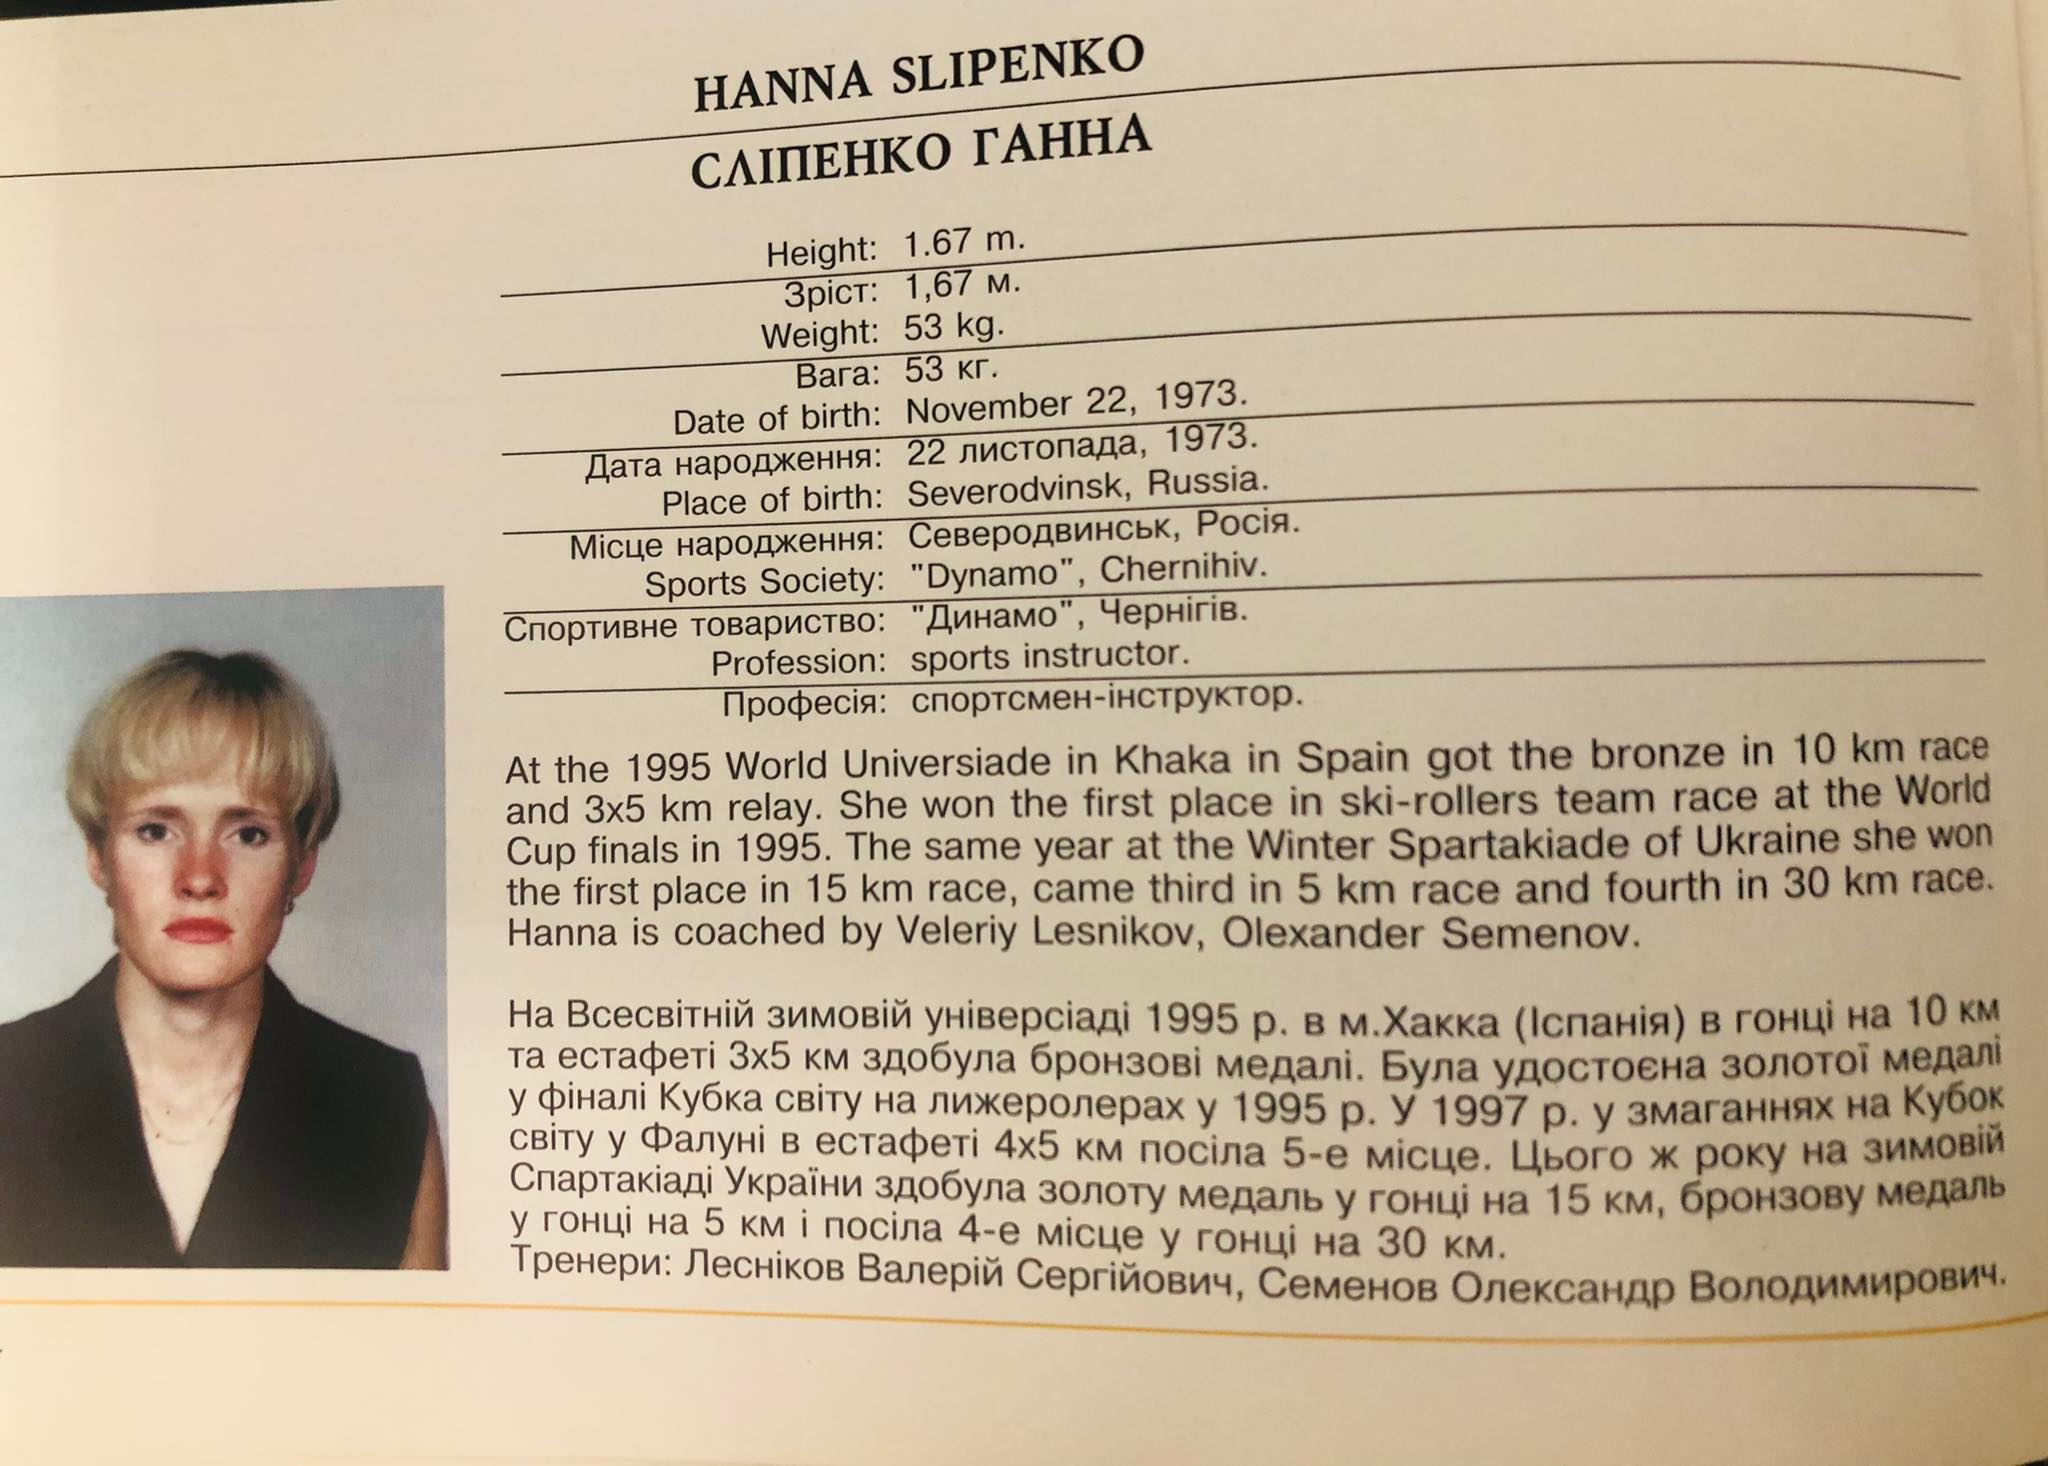 HANNA SLIPENKO
СЛІПЕНКО ГАННА
Height: 1.67 m.
Зріст: 1,67 м.
Weight: 53 kg.
Вага: 53 кг.
Date of birth: November 22, 1973.
Дата народження: 22 листопада, 1973.
Place of birth: Severodvinsk, Russia.
Місце народження: Северодвинськ, Росія.
Sports Society: "Dynamo", Chernihiv.
Спортивне товариство: "Динамо", Чернігів.
Profession: sports instructor.
Професія: спортсмен-інструктор.
At the 1995 World Universiade in Khaka in Spain got the bronze in 10 km race
and 3x5 km relay. She won the first place in ski-rollers team race at the World
Cup finals in 1995. The same year at the Winter Spartakiade of Ukraine she won
the first place in 15 km race, came third in 5 km race and fourth in 30 km race.
Hanna is coached by Veleriy Lesnikov, Olexander Semenov.
На Всесвітній зимовій універсіаді 1995 р. в м.Хакка (Іспанія) в гонці на 10 км
та естафеті 3х5 км здобула бронзові медалі. Була удостоєна золотої медалі
у фіналі Кубка світу на лижеролерах у 1995 р. У 1997 р. у змаганнях на Кубок
світу у Фалуні в естафеті 4х5 км посіла 5-е місце. Цього ж року на зимовій
Спартакіаді України здобула золоту медаль у гонці на 15 км, бронзову медаль
у гонці на 5 км і посіла 4-е місце у гонці на 30 км.
Тренери: Лесніков Валерій Сергійович, Семенов Олександр Володимирович.